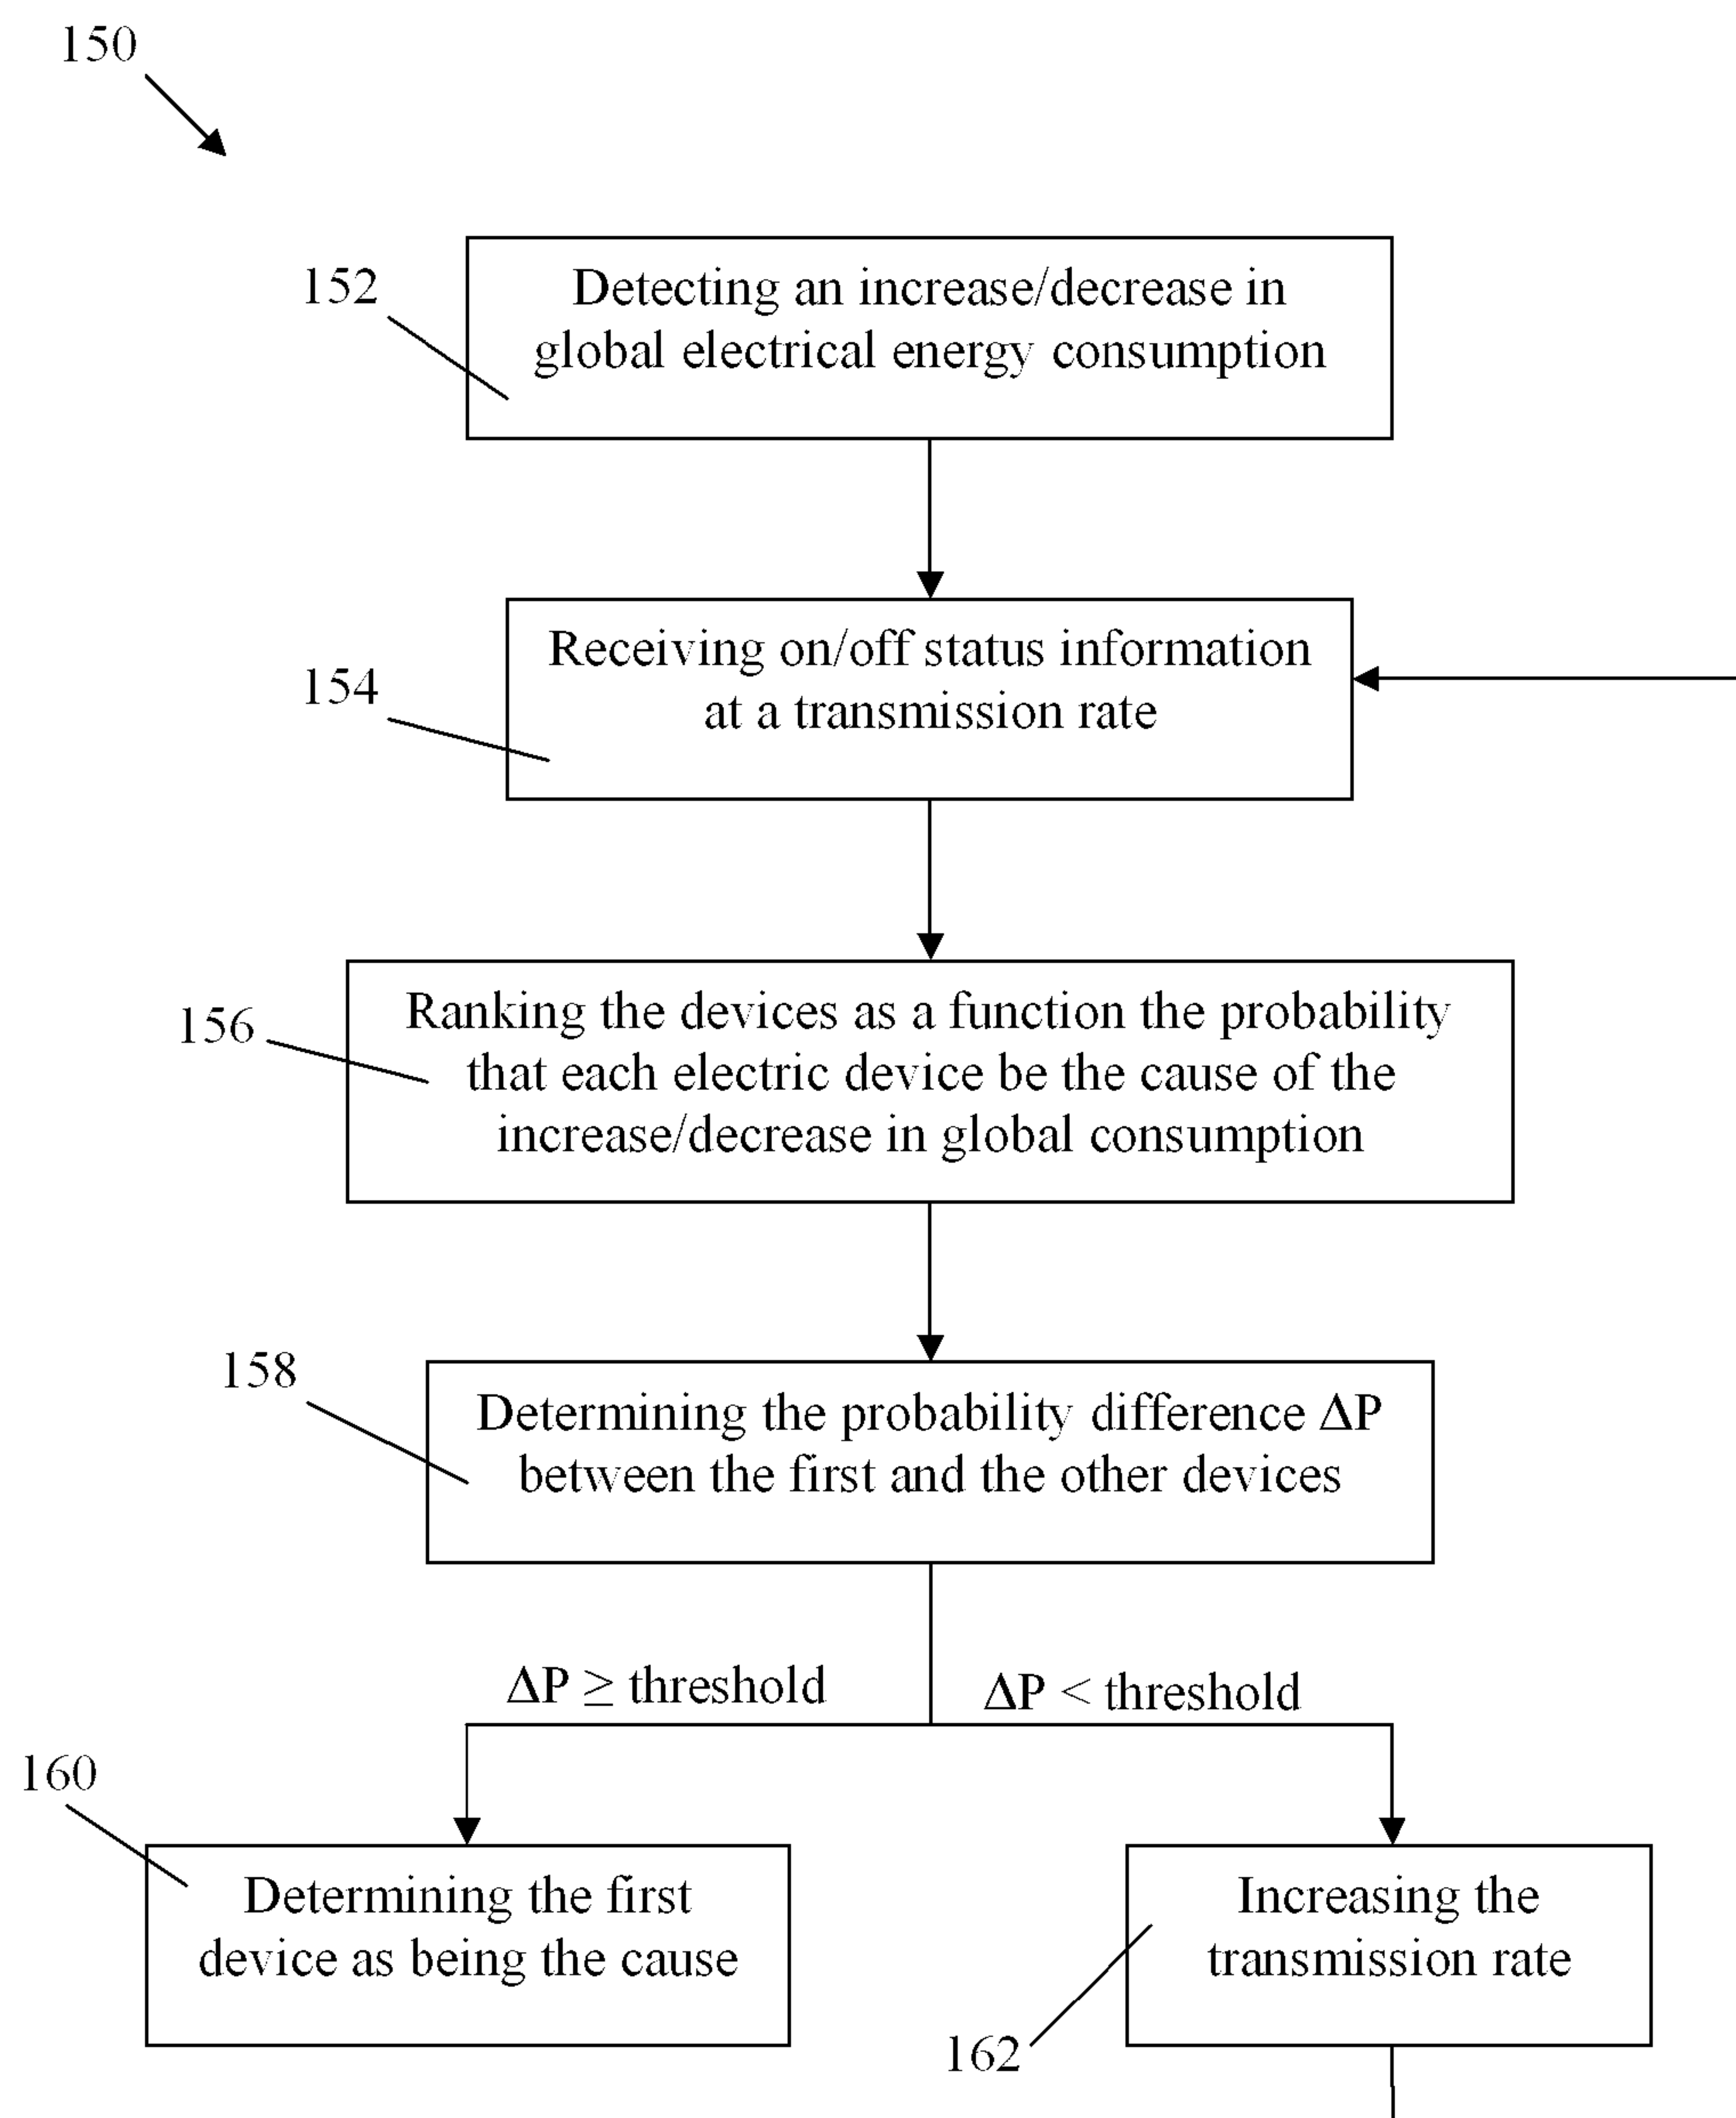 150
152
Detecting an increase/decrease in
global electrical energy consumption
154
Receiving on/off status information
at a transmission rate
156
Ranking the devices as a function the probability
that each electric device be the cause of the
increase/decrease in global consumption
158
Determining the probability difference ΔP
between the first and the other devices
ΔP ≥ threshold
ΔP < threshold
160
Determining the first
device as being the cause
Increasing the
transmission rate
162